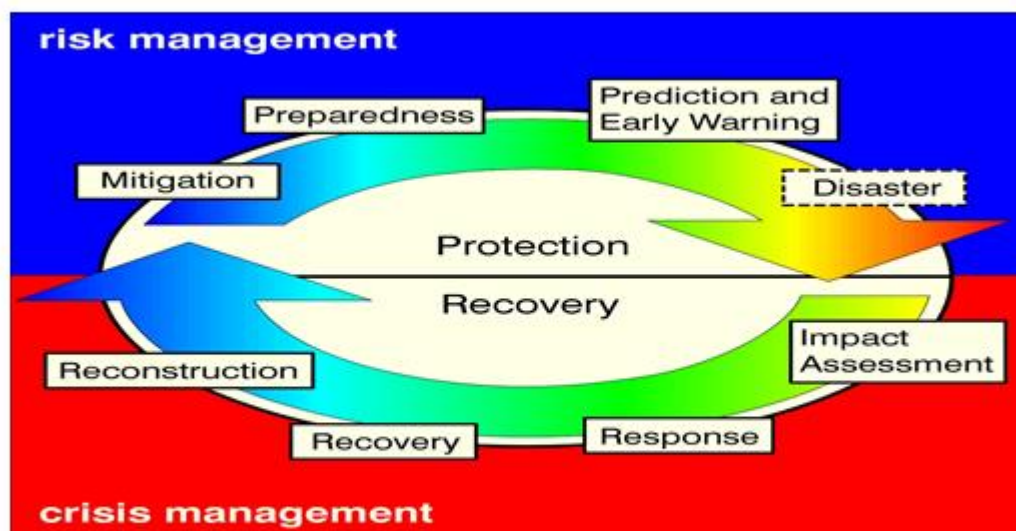 risk management
Preparedness
Prediction and
Early Warning
Mitigation
Disaster
Protection
Recovery
Impact
Assessment
Reconstruction
Recovery
Response
crisis management